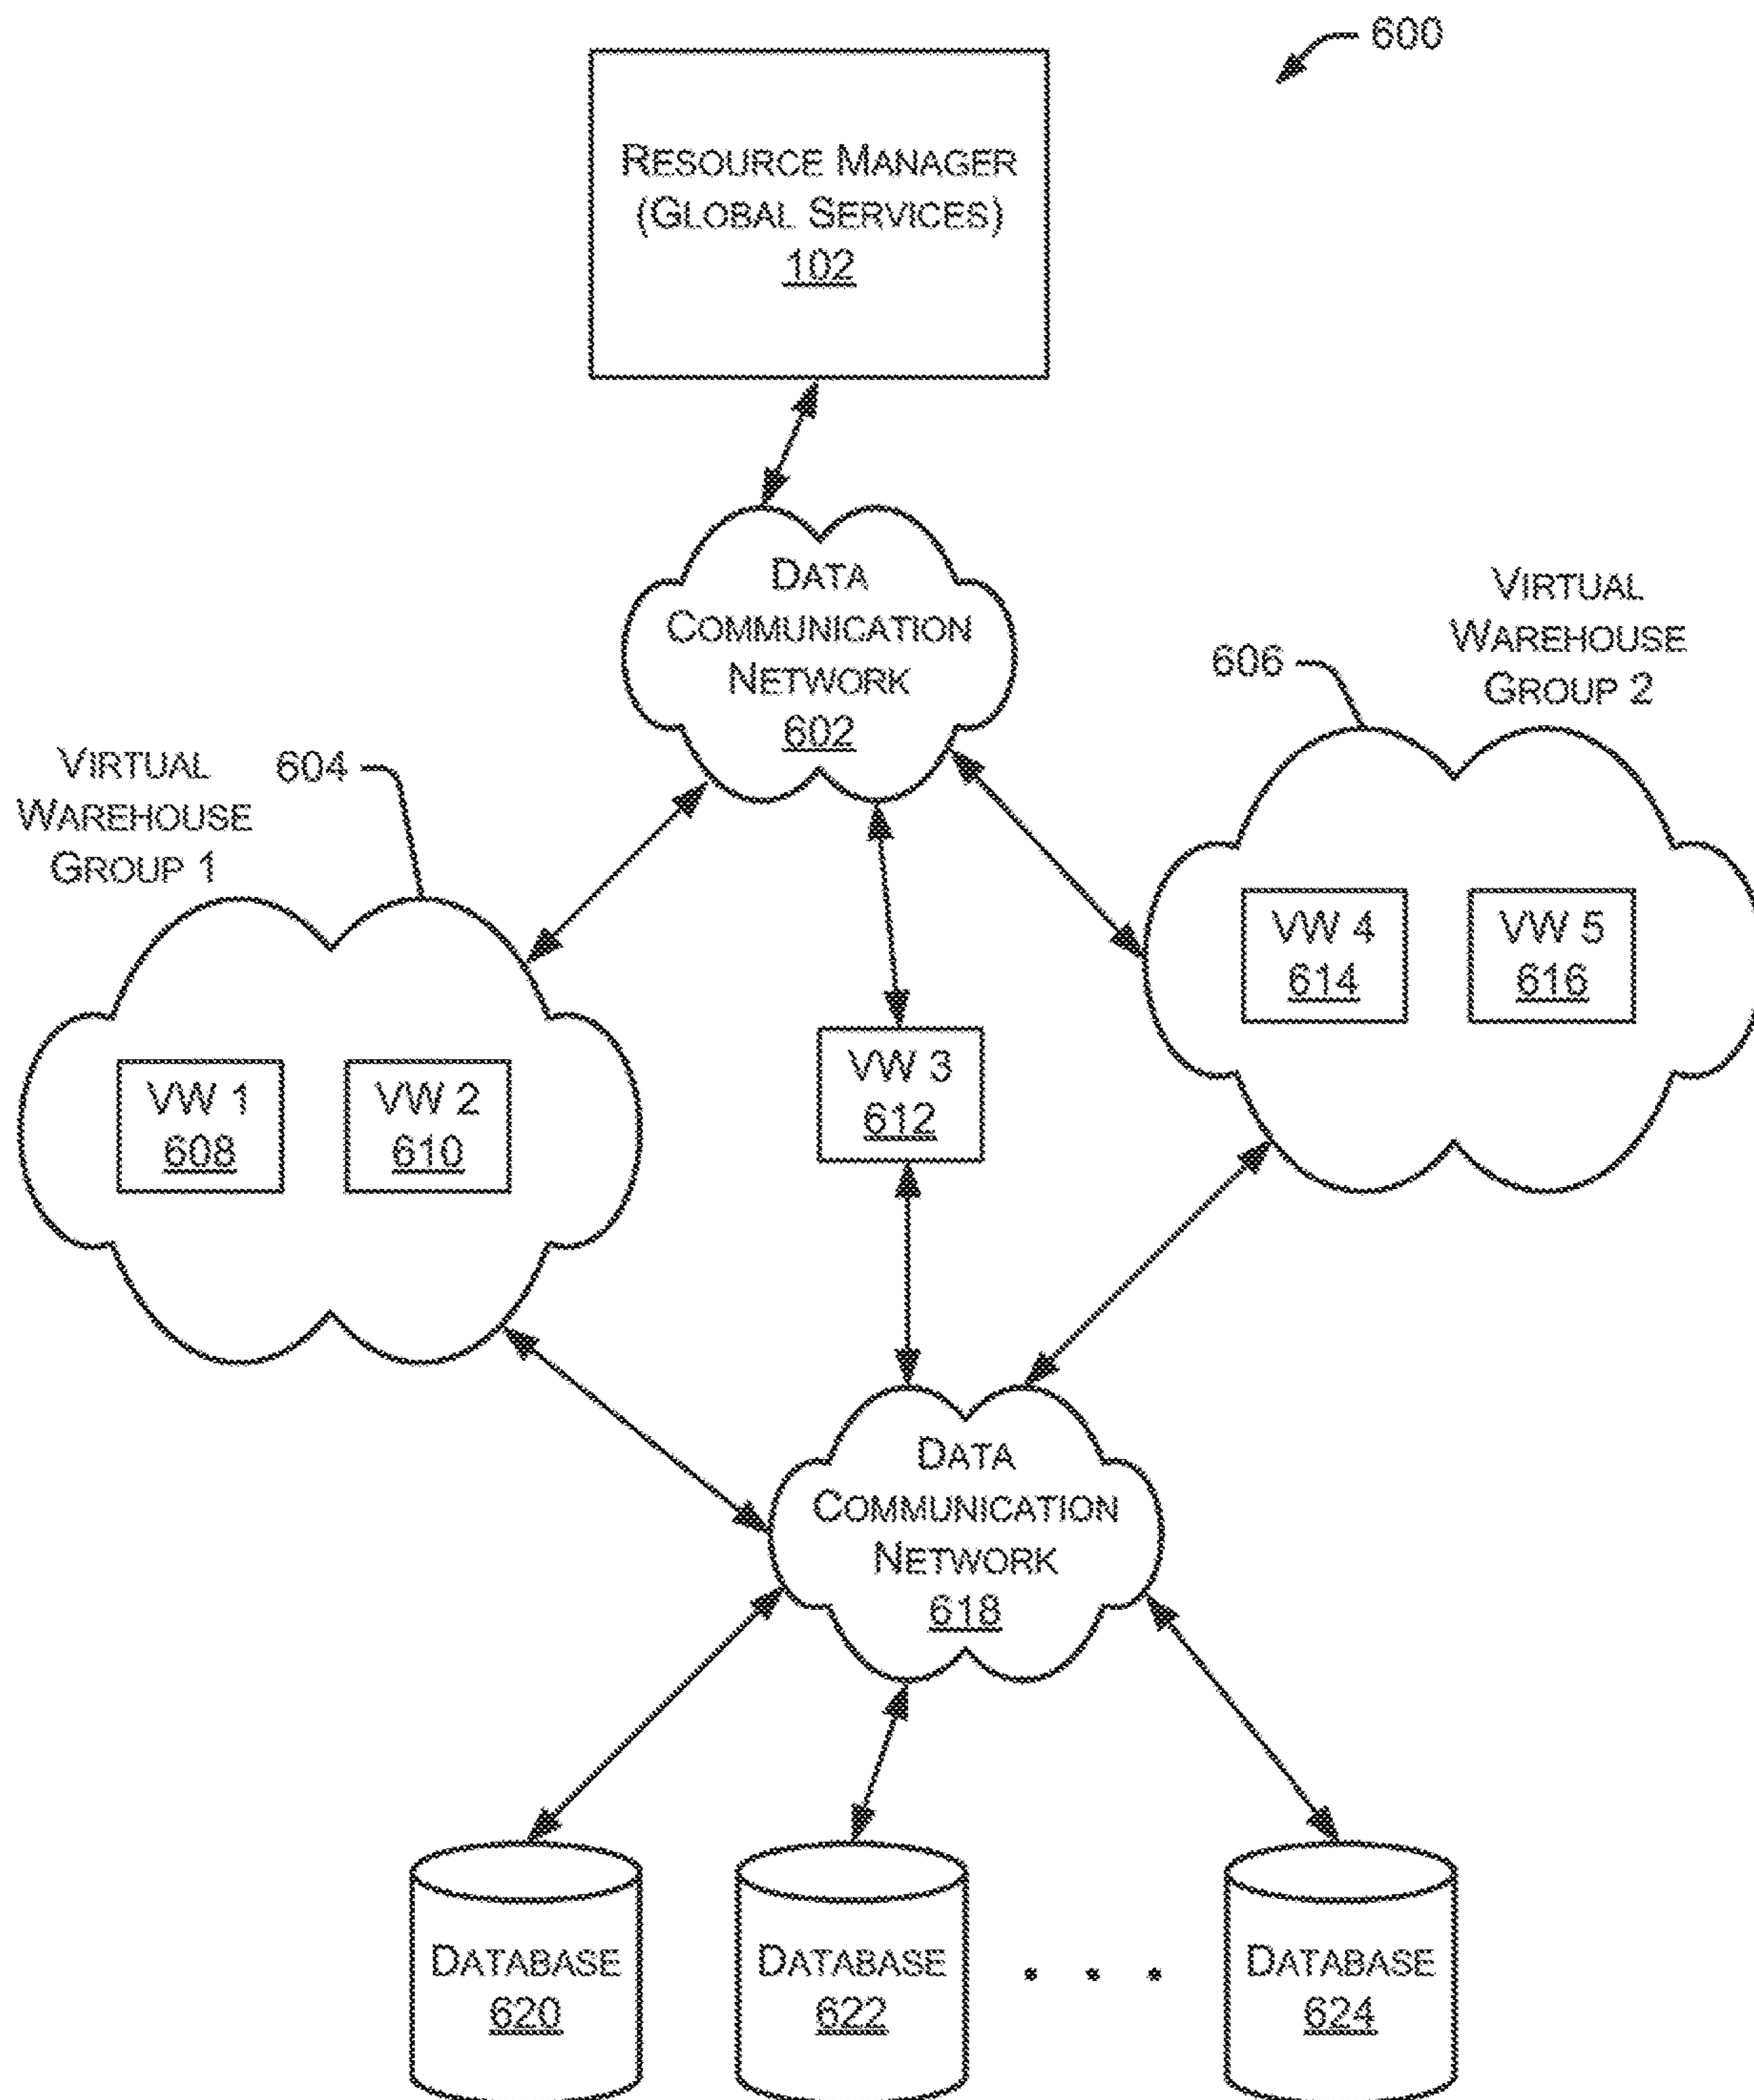 600
RESOURCE MANAGER
(GLOBAL SERVICES)
102
DATA
COMMUNICATION
NETWORK
602
VIRTUAL
WAREHOUSE
GROUP 2
606
VIRTUAL
WAREHOUSE
GROUP 1
604
VW 4
614
VW 5
616
VW 3
612
VW 1
608
VW 2
610
DATA
COMMUNICATION
NETWORK
618
DATABASE
620
DATABASE
622
. . .
DATABASE
624